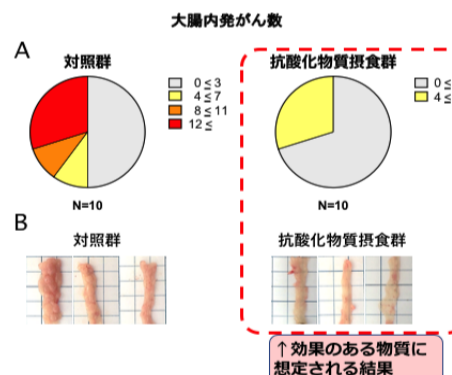 大腸内発がん数
A
対照群
0 ≤ 3
4 ≤ 7
8 ≤ 11
12 ≤
N=10
抗酸化物質摂食群
0 ≤
4 ≤
N=10
B
対照群
抗酸化物質摂食群
↑効果のある物質に
想定される結果